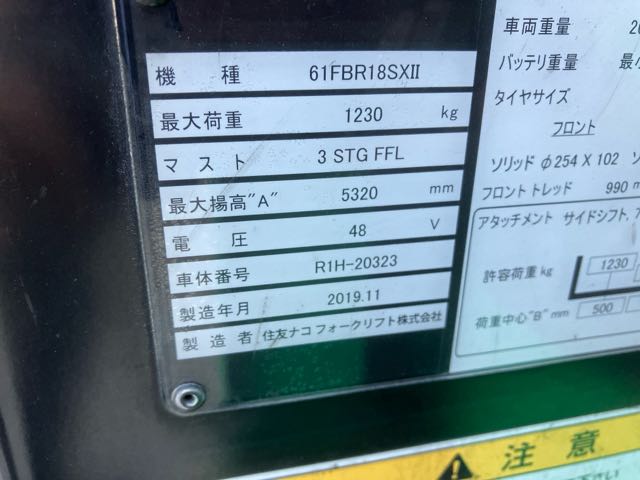 機 種 61FBR18SXII
最大荷重 1230 kg
マスト 3 STG FFL
最大揚高"A" 5320 mm
電 圧 48 V
車体番号 R1H-20323
製造年月 2019.11
製造者 住友ナコ フォークリフト株式会社
車両重量
バッテリ重量
タイヤサイズ
フロント
ソリッド φ254 X 102
フロント トレッド 990
アタッチメント サイドシフト,
許容荷重 kg 1230
荷重中心"B" mm 500
注意